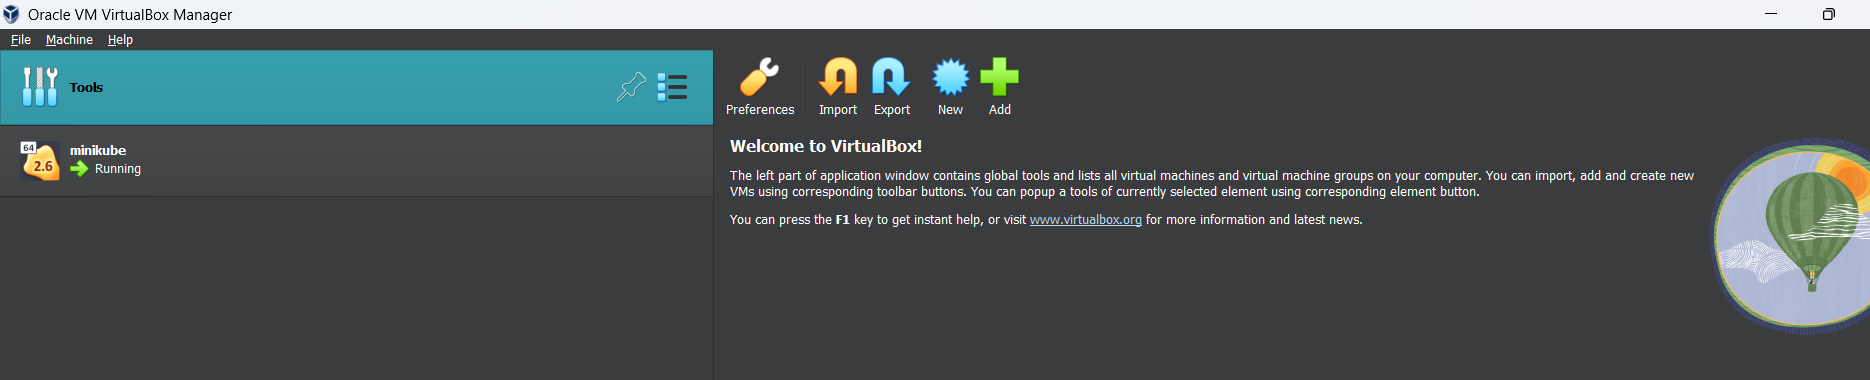 Oracle VM VirtualBox Manager
File Machine Help
Tools
64
2.6
minikube
Running
Preferences Import Export New Add
Welcome to VirtualBox!
The left part of application window contains global tools and lists all virtual machines and virtual machine groups on your computer. You can import, add and create new
VMs using corresponding toolbar buttons. You can popup a tools of currently selected element using corresponding element button.
You can press the F1 key to get instant help, or visit www.virtualbox.org for more information and latest news.